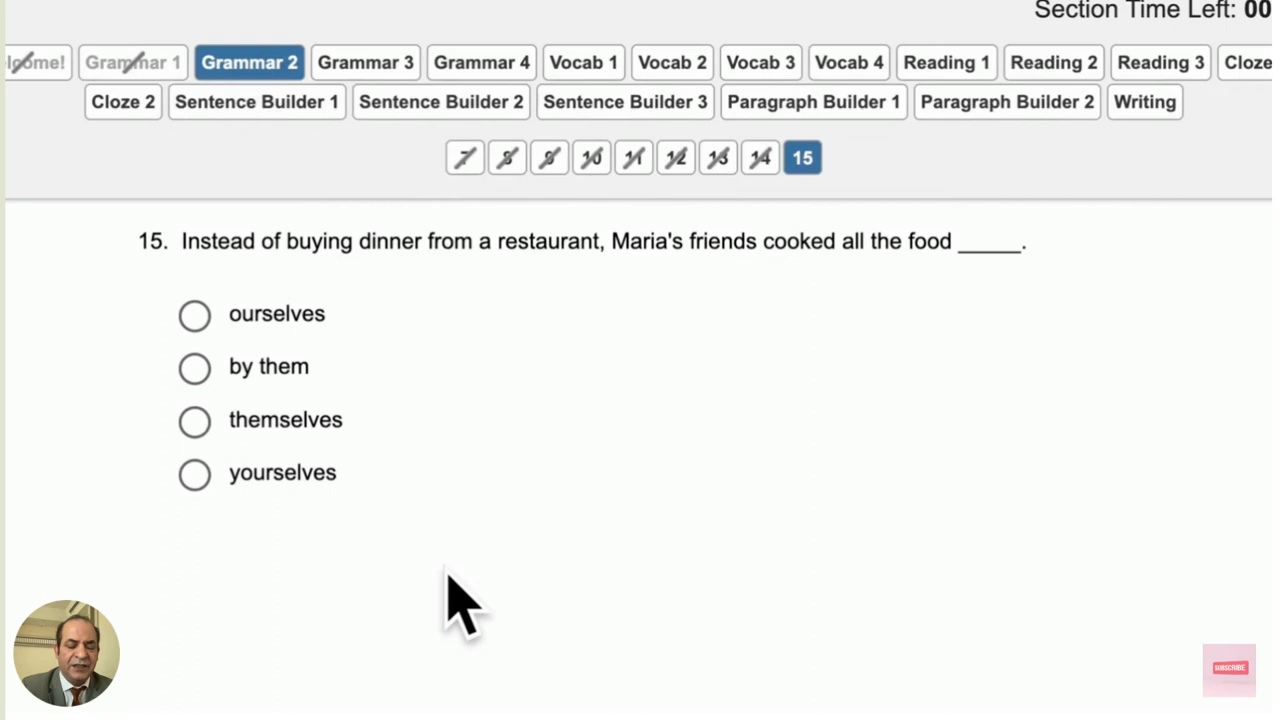 Section Time Left: 00
lcome! Grammar 1 Grammar 2 Grammar 3 Grammar 4 Vocab 1 Vocab 2 Vocab 3 Vocab 4 Reading 1 Reading 2 Reading 3 Cloze
Cloze 2 Sentence Builder 1 Sentence Builder 2 Sentence Builder 3 Paragraph Builder 1 Paragraph Builder 2 Writing
7 8 9 10 11 12 13 14 15
15. Instead of buying dinner from a restaurant, Maria's friends cooked all the food _____.
ourselves
by them
themselves
yourselves
SUBSCRIBE